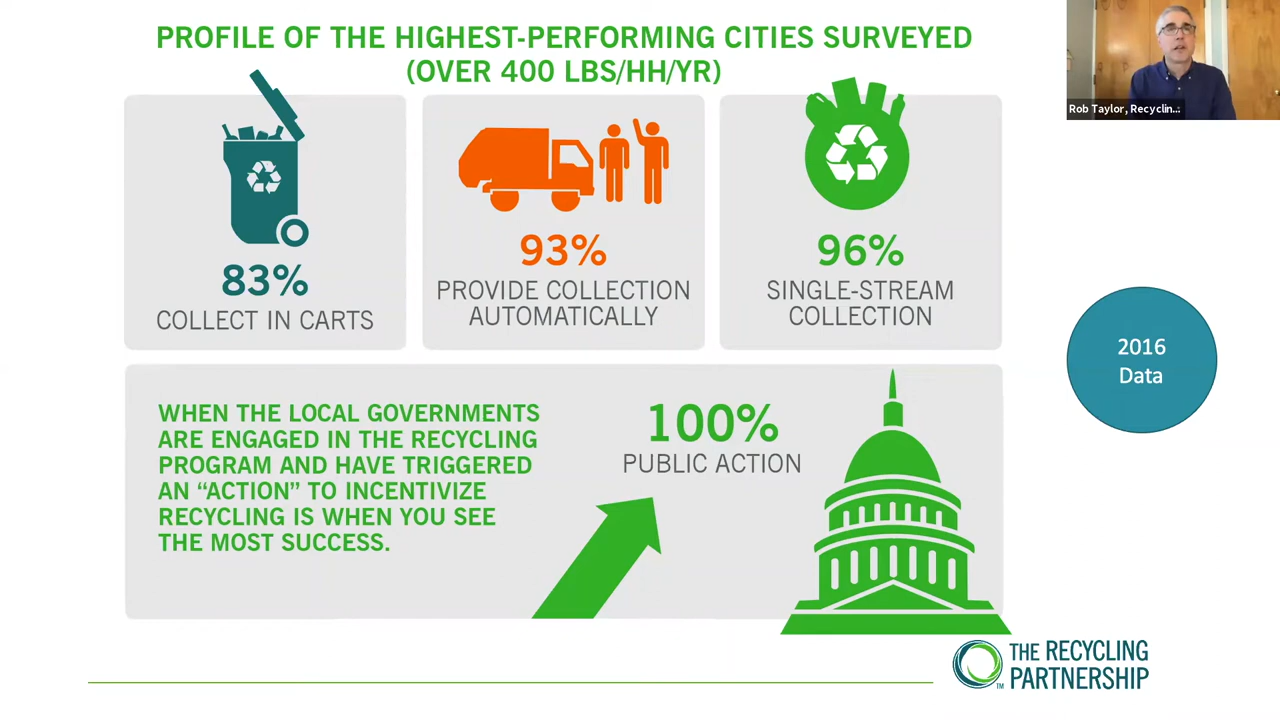 PROFILE OF THE HIGHEST-PERFORMING CITIES SURVEYED
(OVER 400 LBS/HH/YR)
Rob Taylor, Recyclin...
83%
COLLECT IN CARTS
93%
PROVIDE COLLECTION
AUTOMATICALLY
96%
SINGLE-STREAM
COLLECTION
2016
Data
WHEN THE LOCAL GOVERNMENTS
ARE ENGAGED IN THE RECYCLING
PROGRAM AND HAVE TRIGGERED
AN “ACTION” TO INCENTIVIZE
RECYCLING IS WHEN YOU SEE
THE MOST SUCCESS.
100%
PUBLIC ACTION
THE RECYCLING
PARTNERSHIP
TM